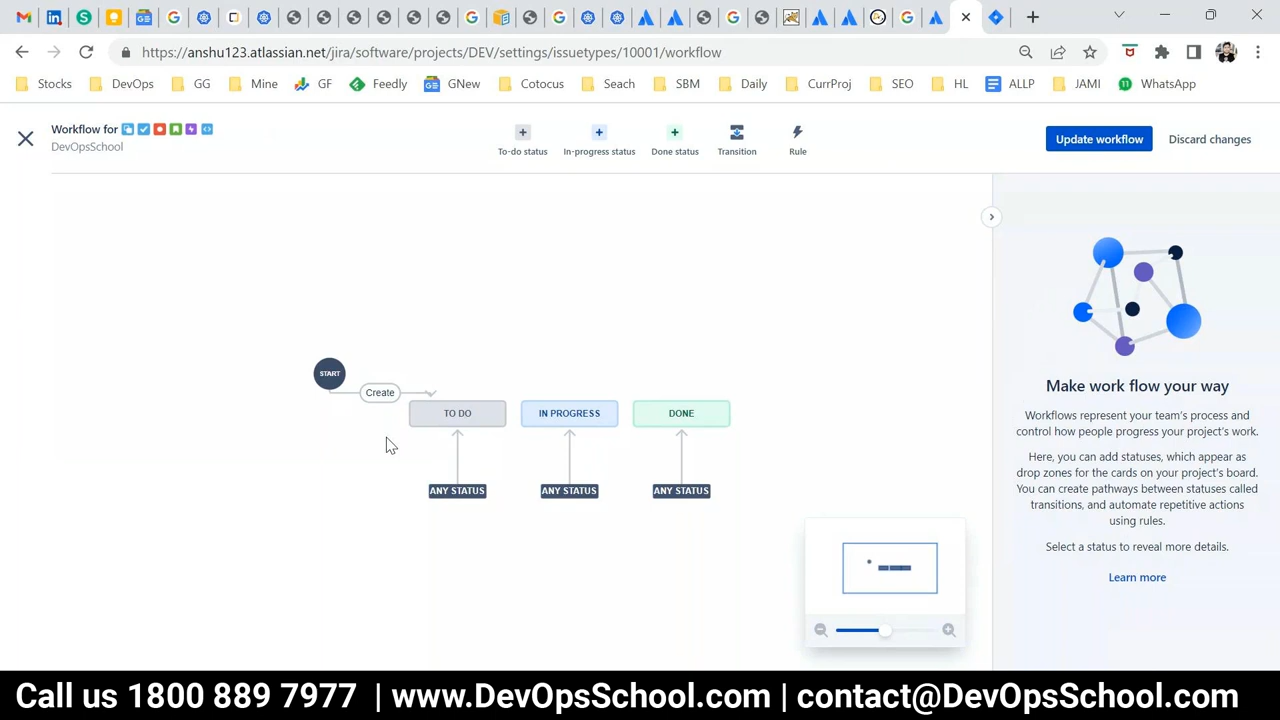 https://anshu123.atlassian.net/jira/software/projects/DEV/settings/issuetypes/10001/workflow
Stocks DevOps GG Mine GF Feedly GNew Cotocus Seach SBM Daily CurrProj SEO HL ALLP JAMI 11 WhatsApp
Workflow for
DevOpsSchool
To-do status In-progress status Done status Transition Rule
Update workflow Discard changes
START
Create
TO DO IN PROGRESS DONE
ANY STATUS ANY STATUS ANY STATUS
Make work flow your way
Workflows represent your team's process and
control how people progress your project's work.
Here, you can add statuses, which appear as
drop zones for the cards on your project's board.
You can create pathways between statuses called
transitions, and automate repetitive actions
using rules.
Select a status to reveal more details.
Learn more
Call us 1800 889 7977 | www.DevOpsSchool.com | contact@DevOpsSchool.com